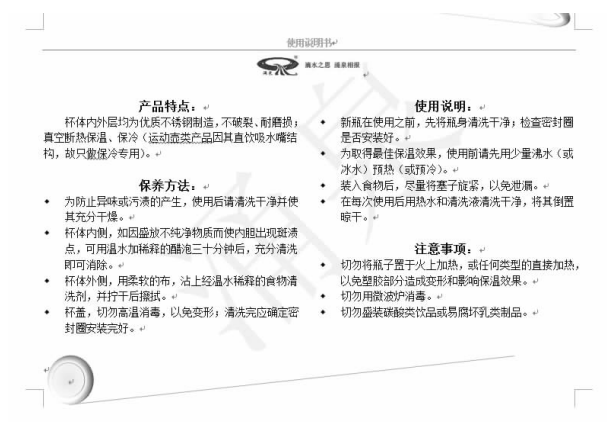 使用说明书
滴水之恩 涌泉相报
产品特点:
杯体内外层均为优质不锈钢制造,不破裂、耐磨损;
真空断热保温、保冷(运动壶类产品因其直饮吸水嘴结
构,故只做保冷专用)。
保养方法:
◆ 为防止异味或污渍的产生,使用后请清洗干净并使
其充分干燥。
◆ 杯体内侧,如因盛放不纯净物质而使内胆出现斑渍
点,可用温水加稀释的醋泡三十分钟后,充分清洗
即可消除。
◆ 杯体外侧,用柔软的布,沾上经温水稀释的食物清
洗剂,并拧干后擦拭。
◆ 杯盖,切勿高温消毒,以免变形;清洗完应确定密
封圈安装完好。
使用说明:
◆ 新瓶在使用之前,先将瓶身清洗干净;检查密封圈
是否安装好。
◆ 为取得最佳保温效果,使用前请先用少量沸水(或
冰水)预热(或预冷)。
◆ 装入食物后,尽量将塞子旋紧,以免泄漏。
◆ 在每次使用后用热水和清洗液清洗干净,将其倒置
晾干。
注意事项:
◆ 切勿将瓶子置于火上加热,或任何类型的直接加热,
以免塑胶部分造成变形和影响保温效果。
◆ 切勿用微波炉消毒。
◆ 切勿盛装碳酸类饮品或易腐坏乳类制品。